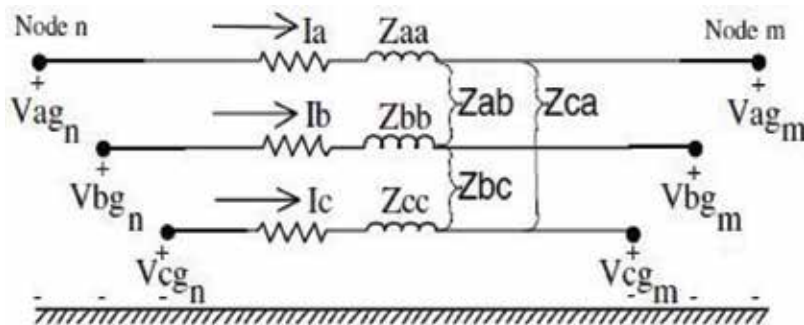 Node n Ia Zaa Node m
+ Zab Zca +
Vag n Ib Zbb Vag m
+ Zbc +
Vbg n Ic Zcc Vbg m
+ +
Vcg n Vcg m
- - - - - -